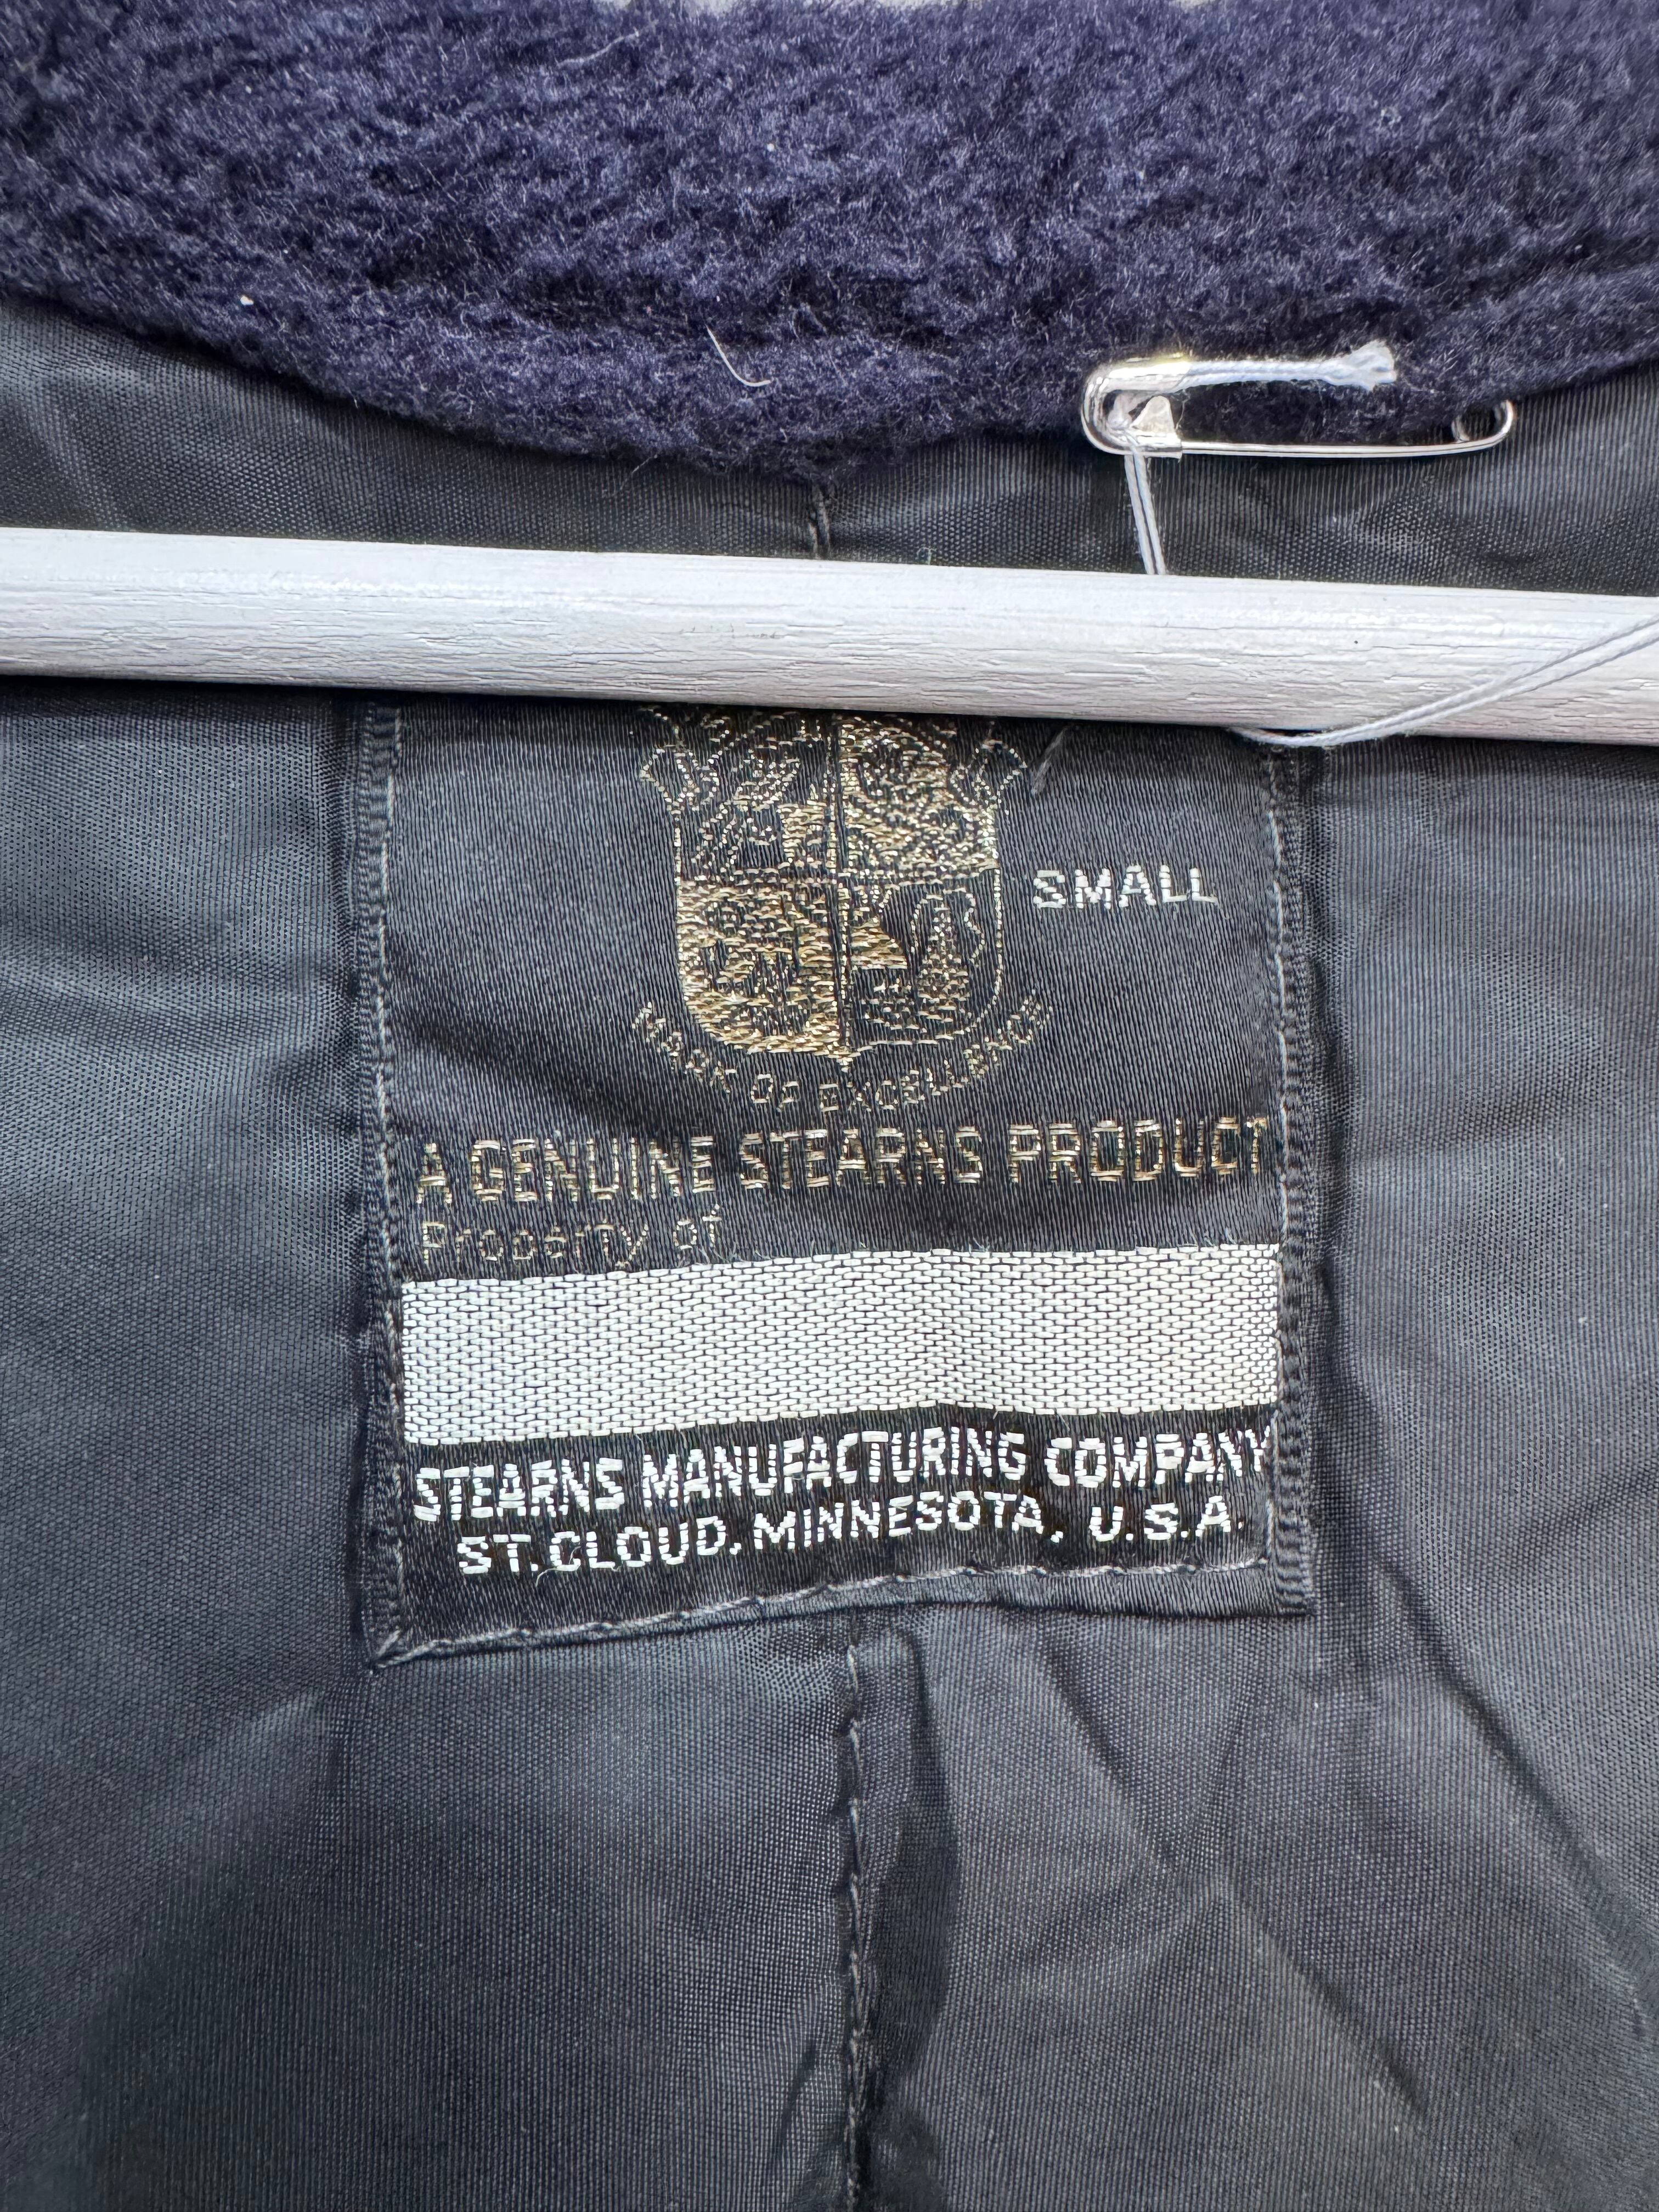 SMALL
MARK OF EXCELLENCE
A GENUINE STEARNS PRODUCT
Property of
STEARNS MANUFACTURING COMPANY
ST. CLOUD, MINNESOTA, U.S.A.